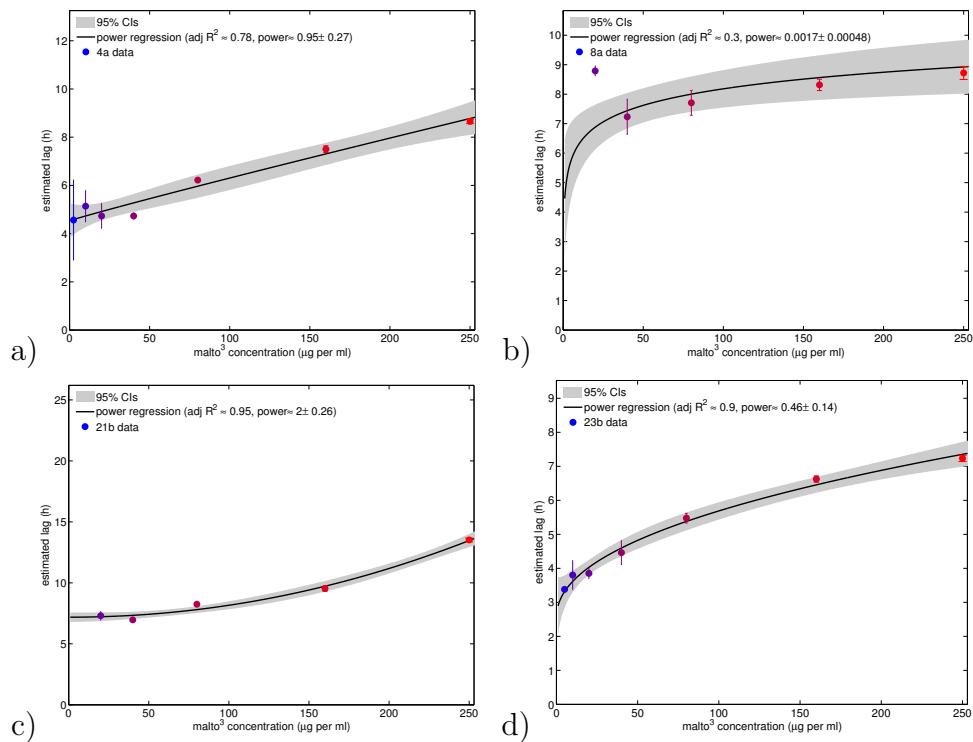 95% CIs
power regression (adj R² ≈ 0.78, power≈ 0.95± 0.27)
4a data
12
10
8
6
4
2
0
estimated lag (h)
0 50 100 150 200 250
malto³ concentration (μg per ml)
a)
95% CIs
power regression (adj R² ≈ 0.3, power≈ 0.0017± 0.00048)
8a data
10
9
8
7
6
5
4
3
2
1
0
estimated lag (h)
0 50 100 150 200 250
malto³ concentration (μg per ml)
b)
95% CIs
power regression (adj R² ≈ 0.95, power≈ 2± 0.26)
21b data
25
20
15
10
5
0
estimated lag (h)
0 50 100 150 200 250
malto³ concentration (μg per ml)
c)
95% CIs
power regression (adj R² ≈ 0.9, power≈ 0.46± 0.14)
23b data
9
8
7
6
5
4
3
2
1
0
estimated lag (h)
0 50 100 150 200 250
malto³ concentration (μg per ml)
d)